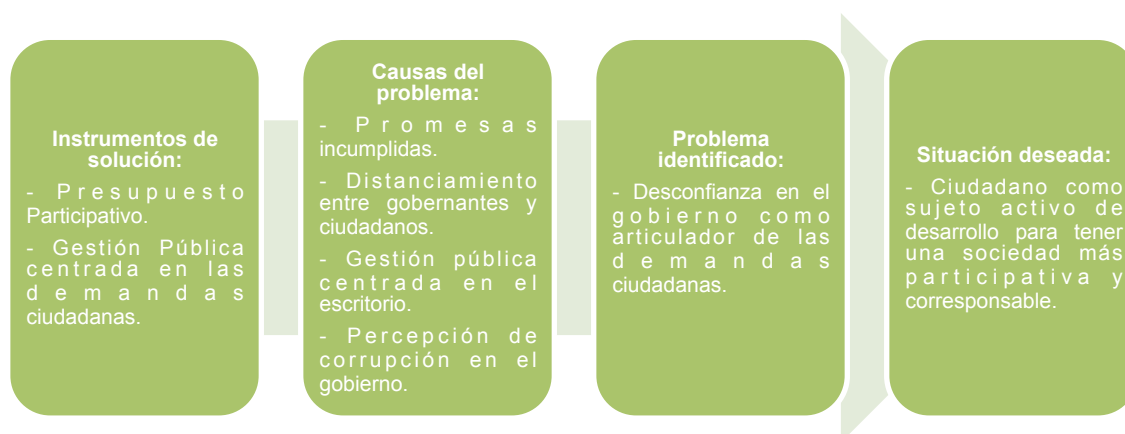 Instrumentos de
solución:
- Presupuesto
Participativo.
- Gestión Pública
centrada en las
demandas
ciudadanas.
Causas del
problema:
- Promesas
incumplidas.
- Distanciamiento
entre gobernantes y
ciudadanos.
- Gestión pública
centrada en el
escritorio.
- Percepción de
corrupción en el
gobierno.
Problema
identificado:
- Desconfianza en el
gobierno como
articulador de las
demandas
ciudadanas.
Situación deseada:
- Ciudadano como
sujeto activo de
desarrollo para tener
una sociedad más
participativa y
corresponsable.